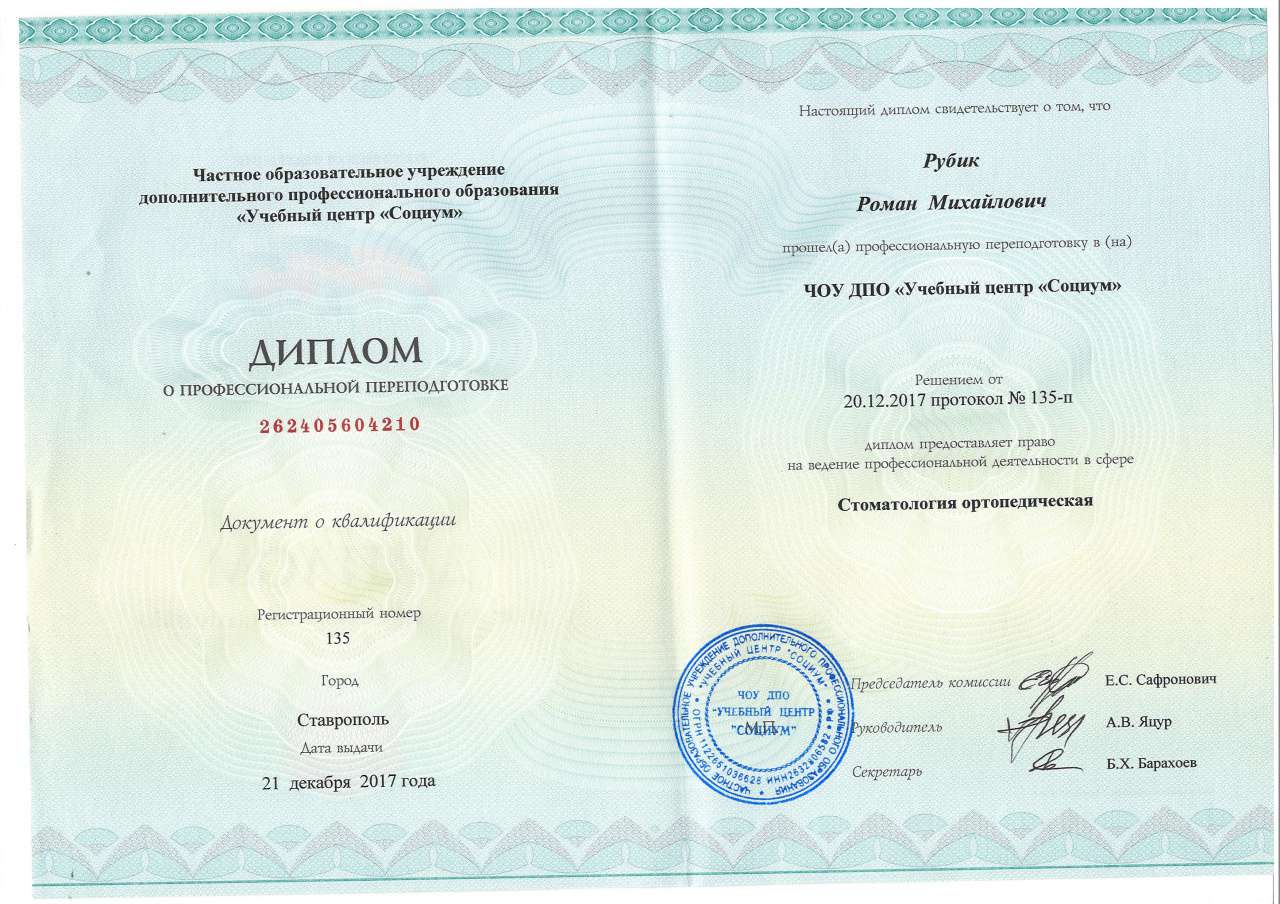 Частное образовательное учреждение
дополнительного профессионального образования
«Учебный центр «Социум»
ДИПЛОМ
О ПРОФЕССИОНАЛЬНОЙ ПЕРЕПОДГОТОВКЕ
262405604210
Документ о квалификации
Регистрационный номер
135
Город
Ставрополь
Дата выдачи
21 декабря 2017 года
Настоящий диплом свидетельствует о том, что
Рубик
Роман Михайлович
прошел(а) профессиональную переподготовку в (на)
ЧОУ ДПО «Учебный центр «Социум»
Решением от
20.12.2017 протокол № 135-п
диплом предоставляет право
на ведение профессиональной деятельности в сфере
Стоматология ортопедическая
Председатель комиссии Е.С. Сафронович
Руководитель А.В. Яцур
Секретарь Б.Х. Барахоев
М.П.
ЧАСТНОЕ ОБРАЗОВАТЕЛЬНОЕ УЧРЕЖДЕНИЕ ДОПОЛНИТЕЛЬНОГО ПРОФЕССИОНАЛЬНОГО ОБРАЗОВАНИЯ
"УЧЕБНЫЙ ЦЕНТР "СОЦИУМ"
ОГРН 1122651036626 ИНН2632806582 РФ
ЧОУ ДПО
"УЧЕБНЫЙ ЦЕНТР
"СОЦИУМ"